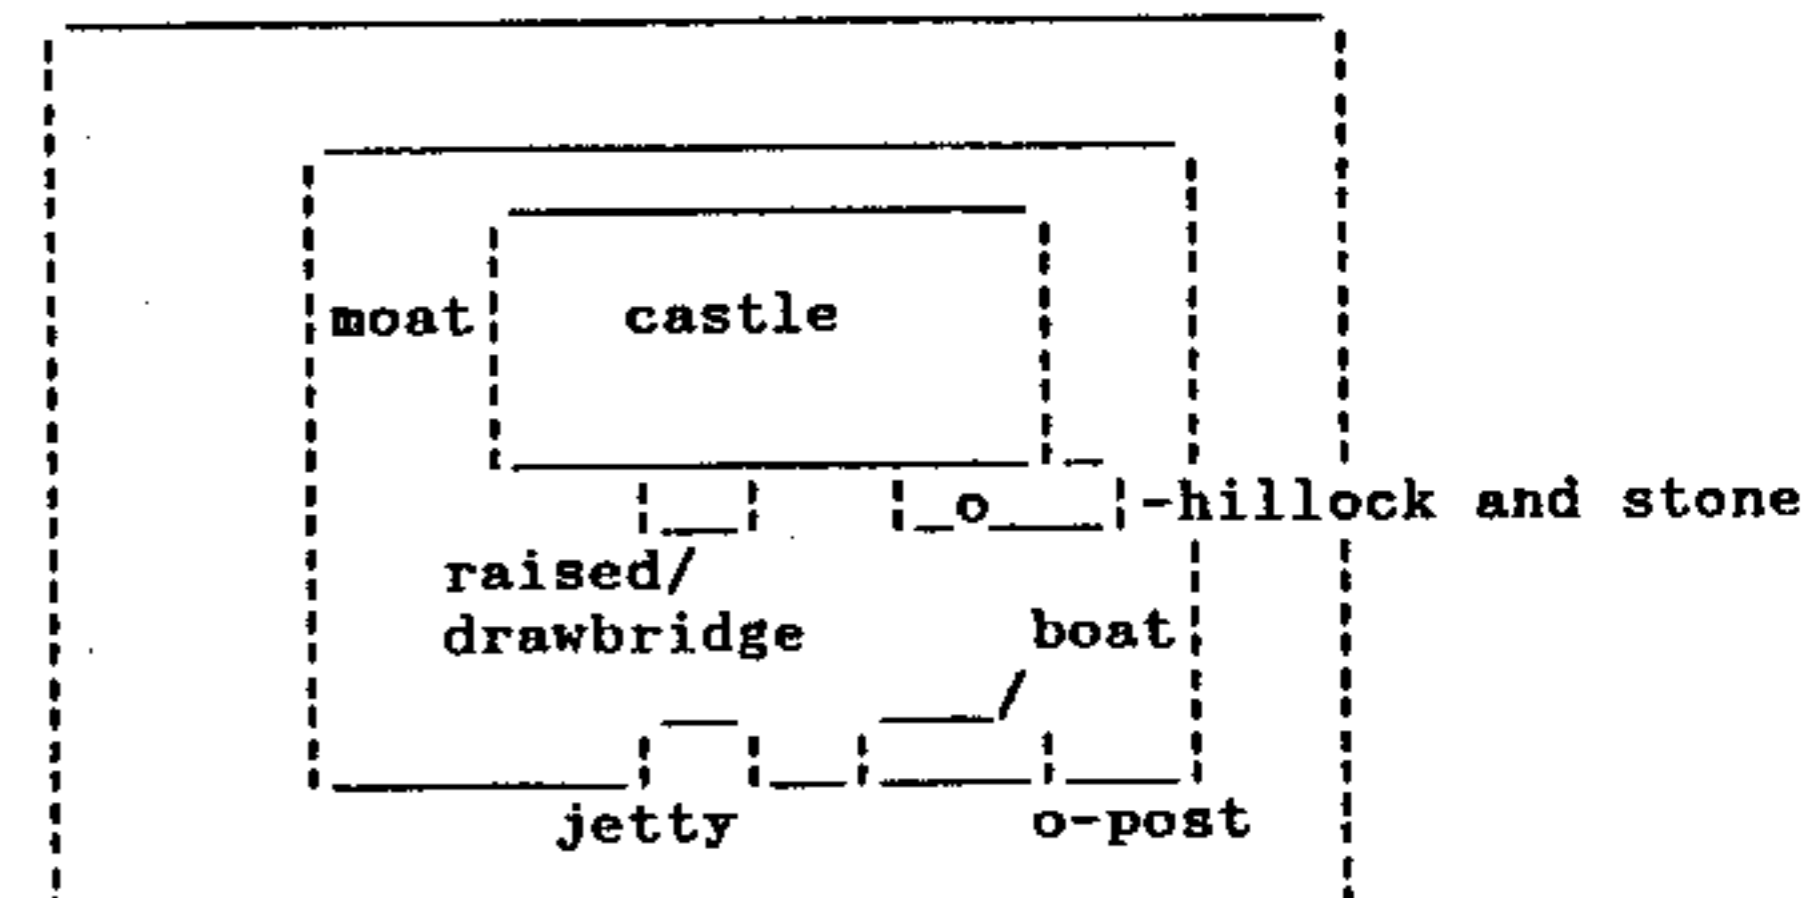 moat castle
o -hillock and stone
raised/
drawbridge boat
jetty o-post